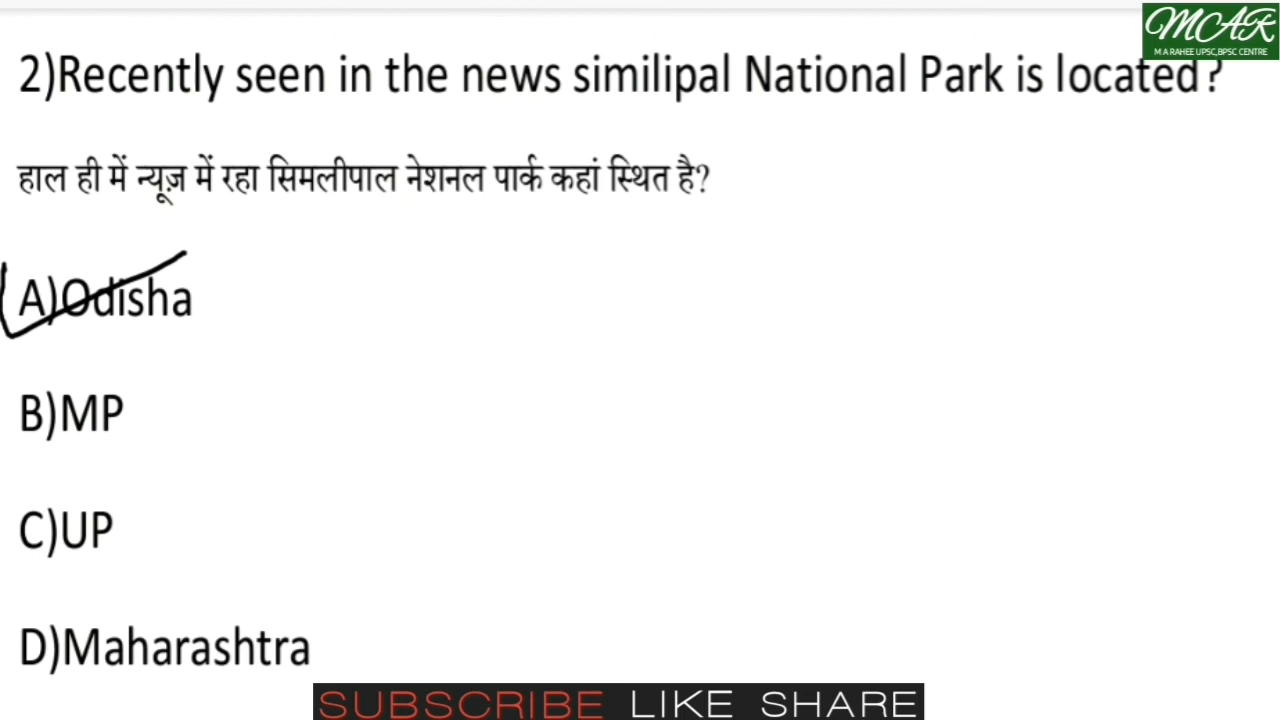 MCAR
M A RAHEE UPSC,BPSC CENTRE
2)Recently seen in the news similipal National Park is located?
हाल ही में न्यूज़ में रहा सिमलीपाल नेशनल पार्क कहां स्थित है?
A)Odisha
B)MP
C)UP
D)Maharashtra
SUBSCRIBE LIKE SHARE